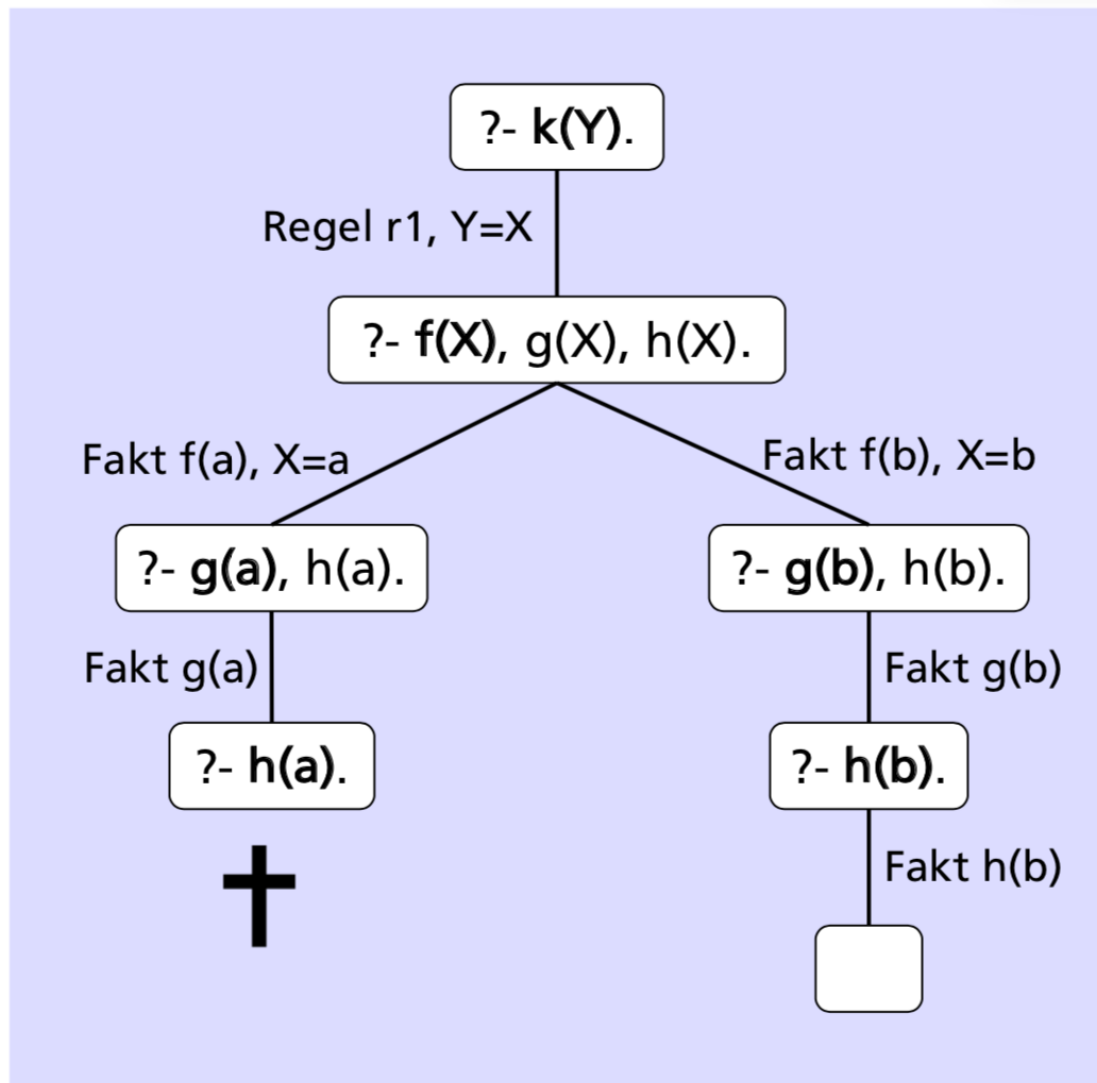 ?- k(Y).
Regel r1, Y=X
?- f(X), g(X), h(X).
Fakt f(a), X=a
Fakt f(b), X=b
?- g(a), h(a).
?- g(b), h(b).
Fakt g(a)
Fakt g(b)
?- h(a).
?- h(b).
Fakt h(b)